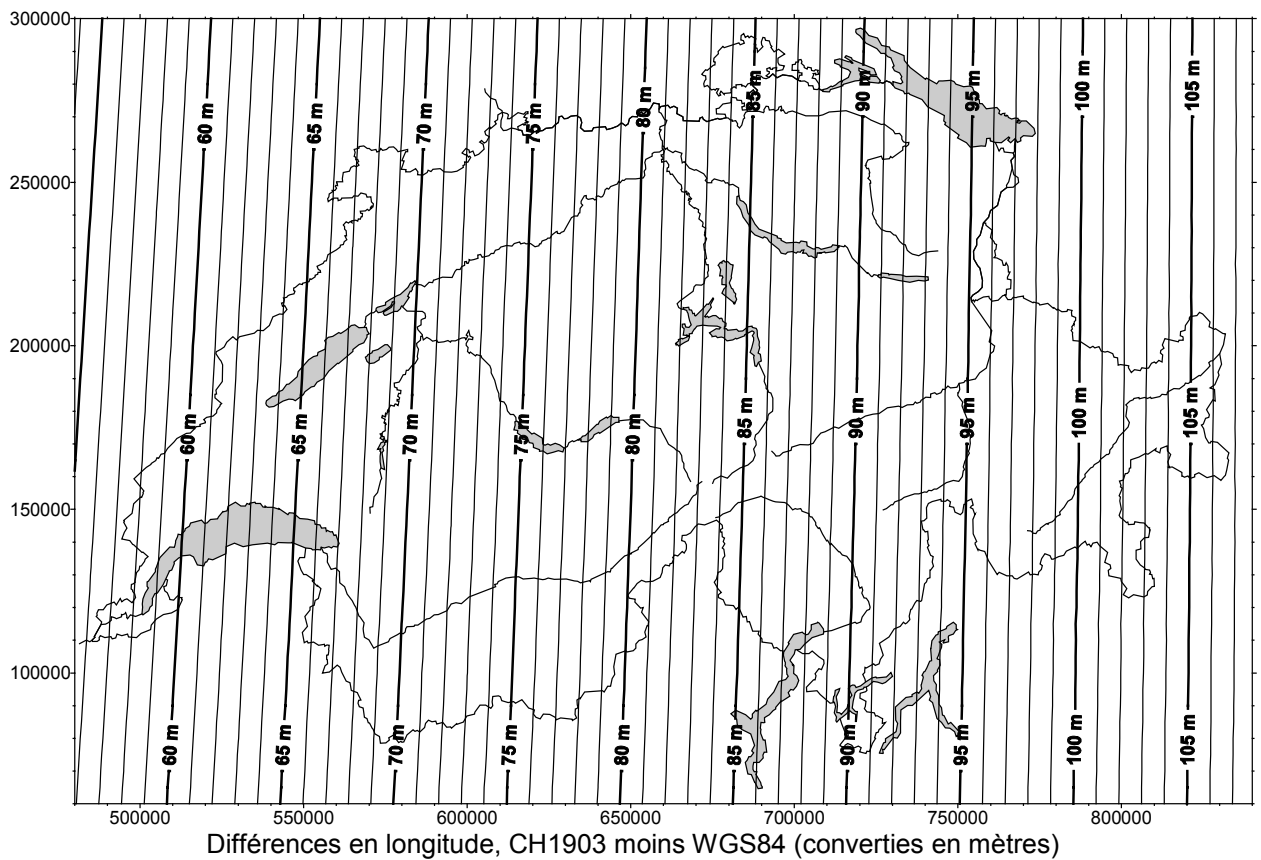 300000
60 m 65 m 70 m 75 m 80 m 85 m 90 m 95 m 100 m 105 m
250000
200000
60 m 65 m 70 m 75 m 80 m 85 m 90 m 95 m 100 m 105 m
150000
100000
60 m 65 m 70 m 75 m 80 m 85 m 90 m 95 m 100 m 105 m
500000 550000 600000 650000 700000 750000 800000
Différences en longitude, CH1903 moins WGS84 (converties en mètres)